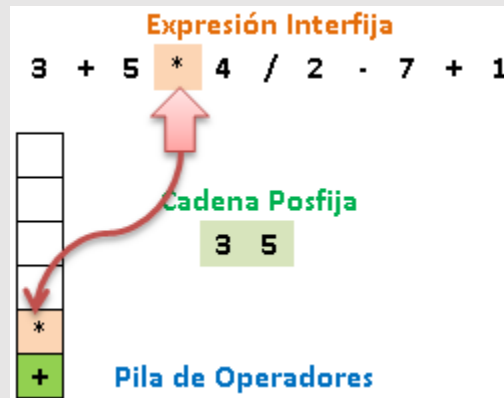 Expresión Interfija
3 + 5 * 4 / 2 - 7 + 1
Cadena Posfija
3 5
*
+
Pila de Operadores